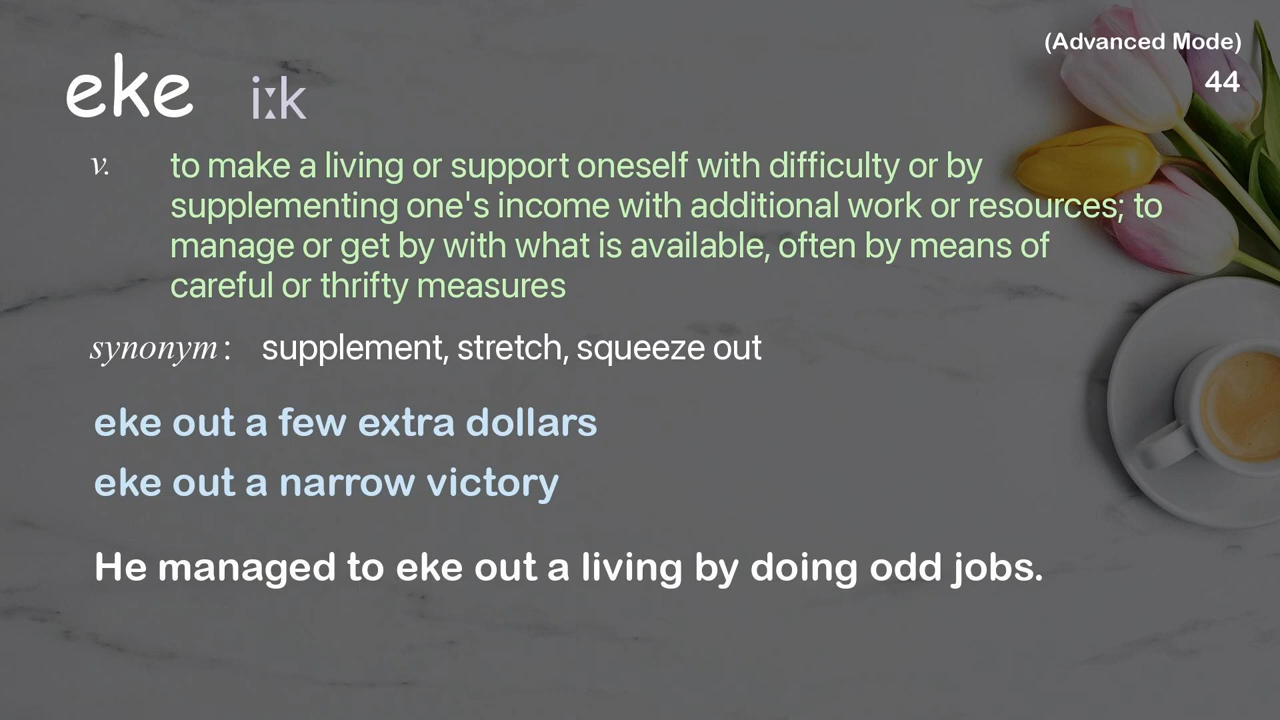 (Advanced Mode)
44
eke iːk
v. to make a living or support oneself with difficulty or by
supplementing one's income with additional work or resources; to
manage or get by with what is available, often by means of
careful or thrifty measures
synonym: supplement, stretch, squeeze out
eke out a few extra dollars
eke out a narrow victory
He managed to eke out a living by doing odd jobs.